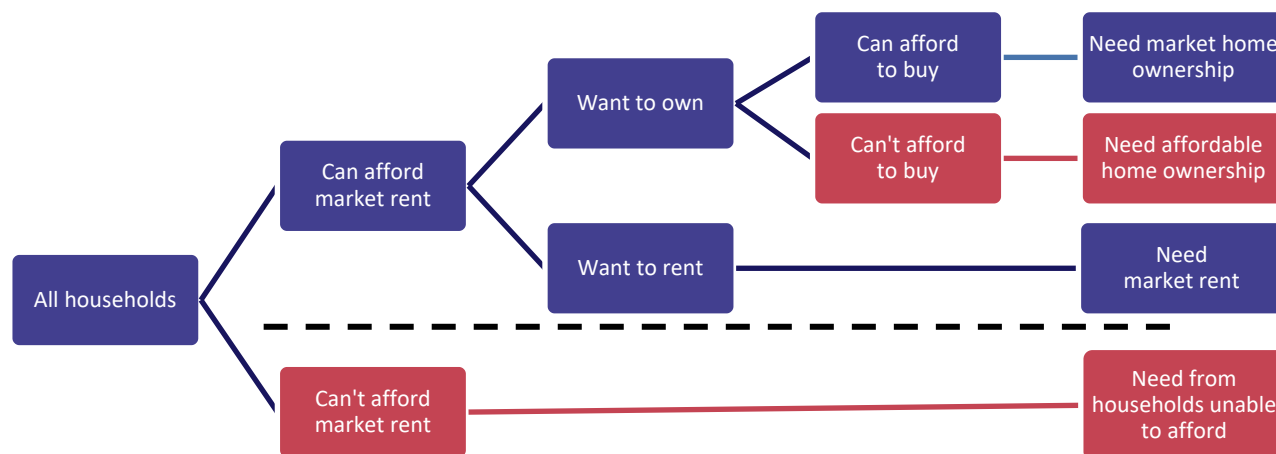 Can afford
to buy
Need market home
ownership
Want to own
Can't afford
to buy
Need affordable
home ownership
Can afford
market rent
Want to rent
Need
market rent
All households
Can't afford
market rent
Need from
households unable
to afford